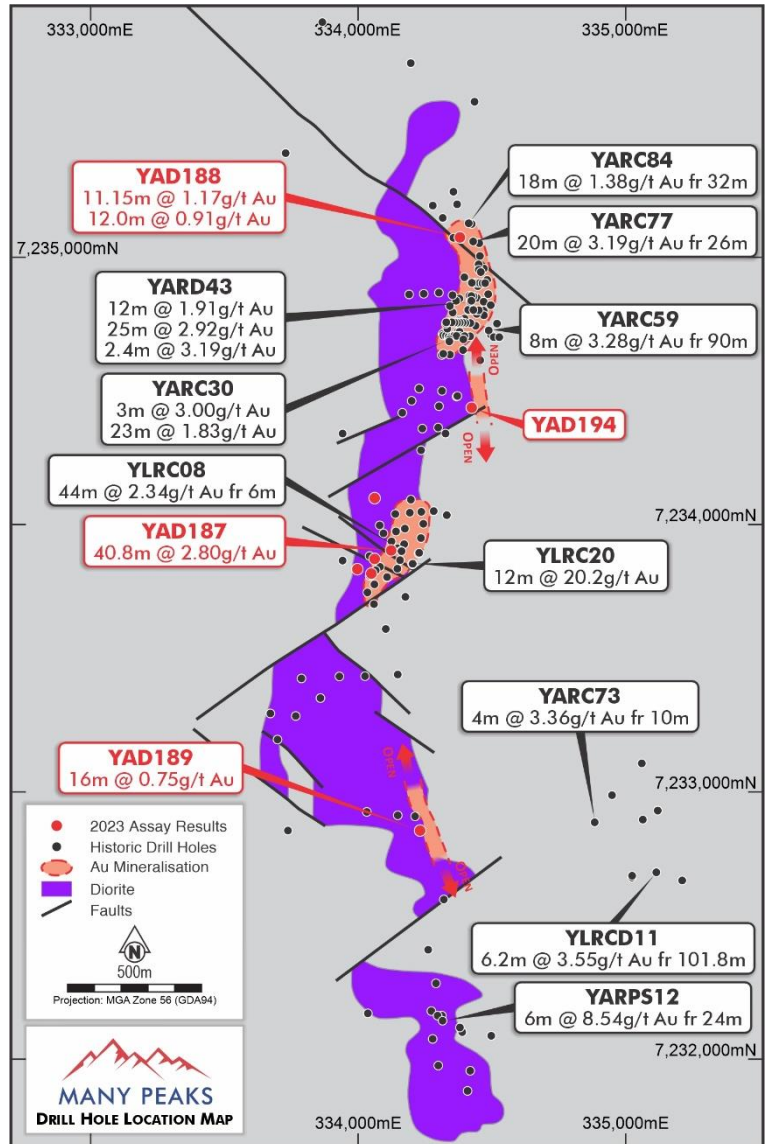 333,000mE
334,000mE
335,000mE
YARC84
18m @ 1.38g/t Au fr 32m
YAD188
11.15m @ 1.17g/t Au
12.0m @ 0.91g/t Au
YARC77
20m @ 3.19g/t Au fr 26m
7,235,000mN
YARD43
12m @ 1.91g/t Au
25m @ 2.92g/t Au
2.4m @ 3.19g/t Au
YARC59
8m @ 3.28g/t Au fr 90m
OPEN
YARC30
3m @ 3.00g/t Au
23m @ 1.83g/t Au
YAD194
OPEN
YLRC08
44m @ 2.34g/t Au fr 6m
7,234,000mN
YAD187
40.8m @ 2.80g/t Au
YLRC20
12m @ 20.2g/t Au
YARC73
4m @ 3.36g/t Au fr 10m
YAD189
16m @ 0.75g/t Au
OPEN
7,233,000mN
OPEN
2023 Assay Results
Historic Drill Holes
Au Mineralisation
Diorite
Faults
N
500m
Projection: MGA Zone 56 (GDA94)
YLRCD11
6.2m @ 3.55g/t Au fr 101.8m
YARPS12
6m @ 8.54g/t Au fr 24m
7,232,000mN
MANY PEAKS
DRILL HOLE LOCATION MAP
334,000mE
335,000mE